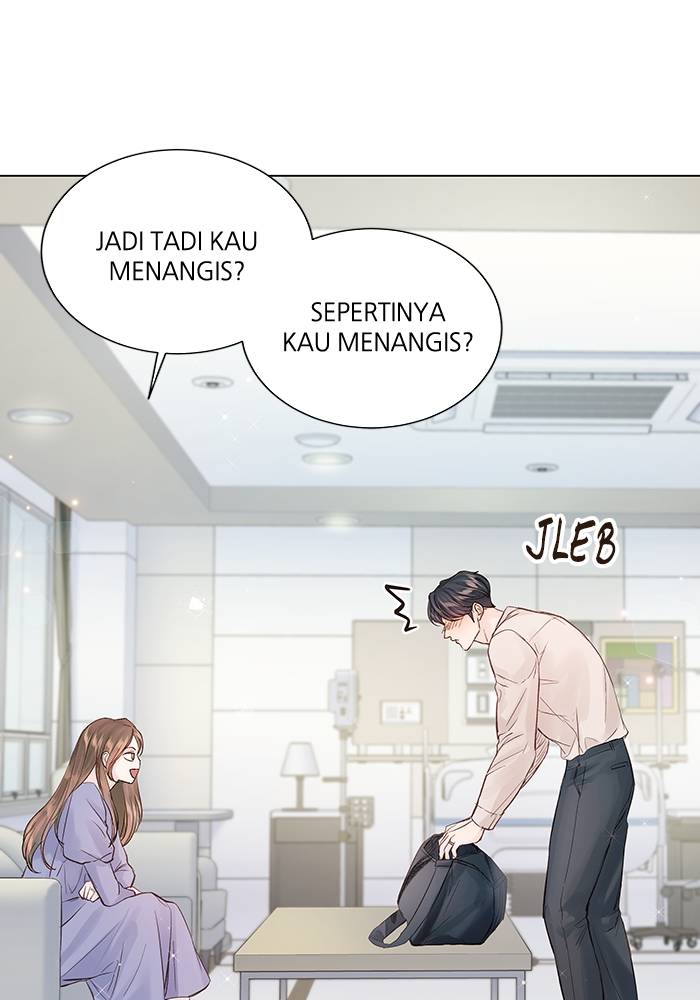 JADI TADI KAU
MENANGIS?
SEPERTINYA
KAU MENANGIS?
JLEB